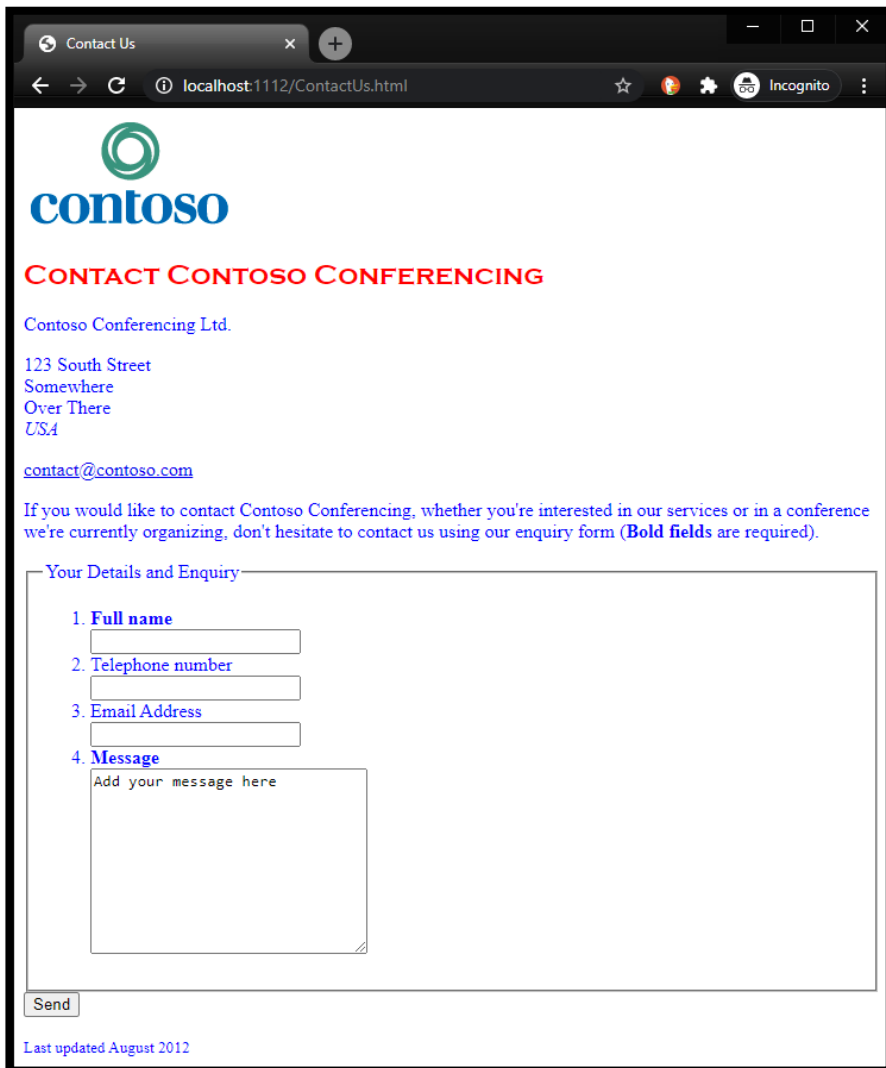 Contact Us
localhost:1112/ContactUs.html
Incognito
contoso
Contact Contoso Conferencing
Contoso Conferencing Ltd.
123 South Street
Somewhere
Over There
USA
contact@contoso.com
If you would like to contact Contoso Conferencing, whether you're interested in our services or in a conference
we're currently organizing, don't hesitate to contact us using our enquiry form (Bold fields are required).
Your Details and Enquiry
1. Full name
2. Telephone number
3. Email Address
4. Message
Add your message here
Send
Last updated August 2012